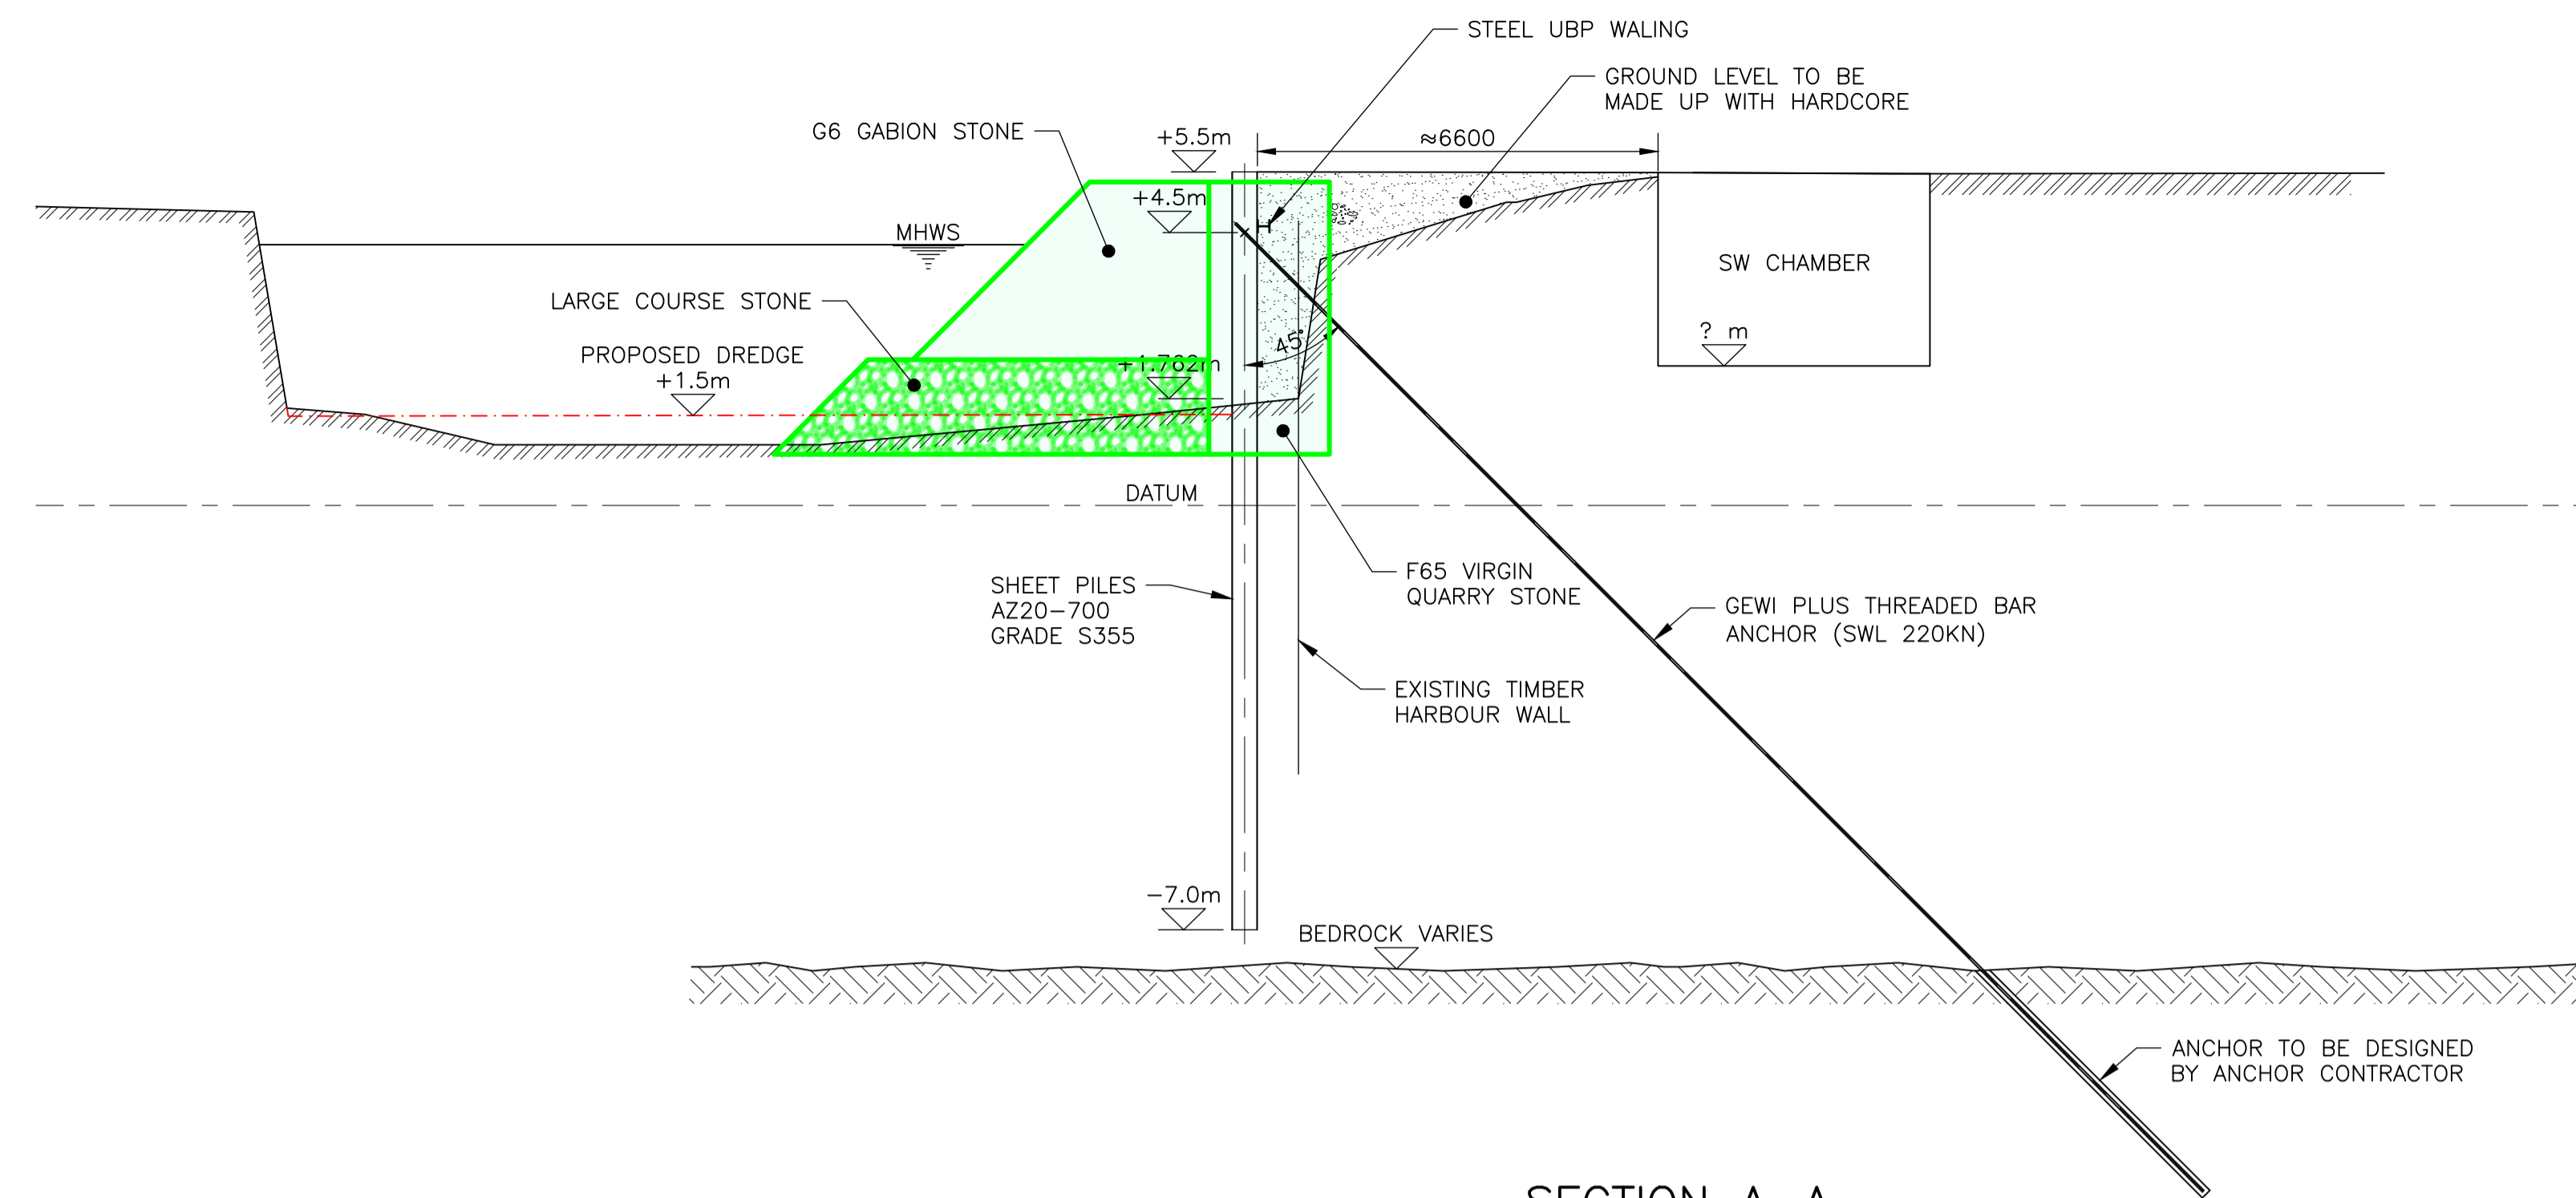 STEEL UBP WALING
GROUND LEVEL TO BE
MADE UP WITH HARDCORE
G6 GABION STONE
+5.5m
≈6600
+4.5m
MHWS
SW CHAMBER
LARGE COURSE STONE
? m
PROPOSED DREDGE
+1.5m
+1.762m
45°
DATUM
SHEET PILES
AZ20-700
GRADE S355
F65 VIRGIN
QUARRY STONE
GEWI PLUS THREADED BAR
ANCHOR (SWL 220KN)
EXISTING TIMBER
HARBOUR WALL
-7.0m
BEDROCK VARIES
ANCHOR TO BE DESIGNED
BY ANCHOR CONTRACTOR
SECTION A-A